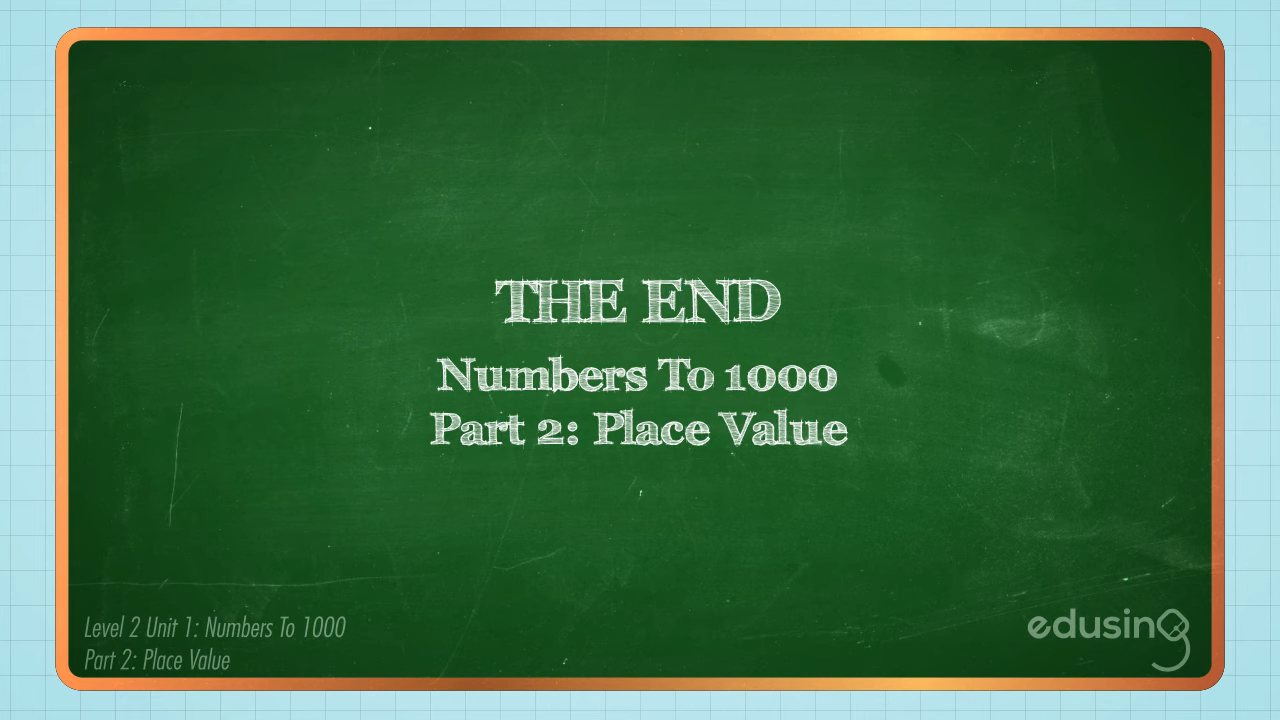 THE END
Numbers To 1000
Part 2: Place Value
Level 2 Unit 1: Numbers To 1000
Part 2: Place Value
edusing